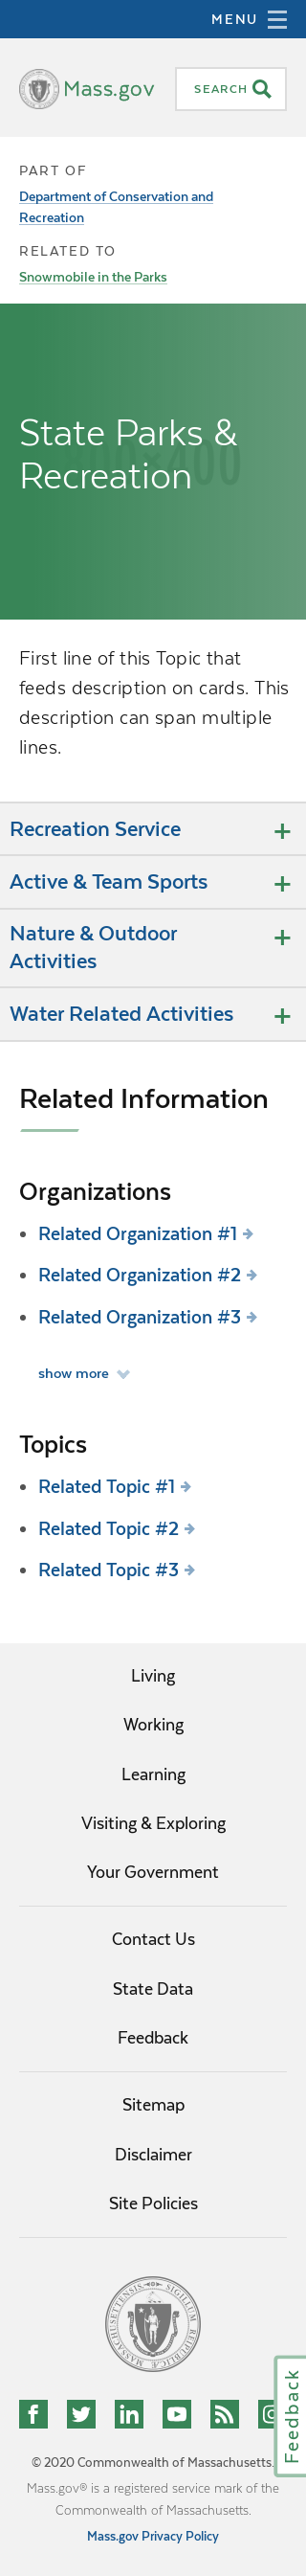 MENU
Mass.gov
SEARCH
PART OF
Department of Conservation and
Recreation
RELATED TO
Snowmobile in the Parks
State Parks &
Recreation
First line of this Topic that
feeds description on cards. This
description can span multiple
lines.
Recreation Service
Active & Team Sports
Nature & Outdoor
Activities
Water Related Activities
Related Information
Organizations
Related Organization #1
Related Organization #2
Related Organization #3
show more
Topics
Related Topic #1
Related Topic #2
Related Topic #3
Living
Working
Learning
Visiting & Exploring
Your Government
Contact Us
State Data
Feedback
Sitemap
Disclaimer
Site Policies
Feedback
© 2020 Commonwealth of Massachusetts.
Mass.gov® is a registered service mark of the
Commonwealth of Massachusetts.
Mass.gov Privacy Policy